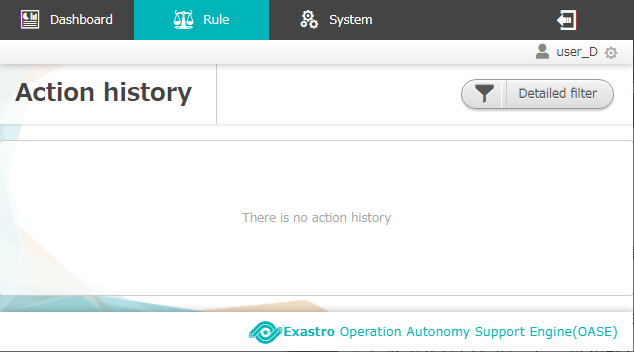 Dashboard Rule System
user_D
Action history
Detailed filter
There is no action history
Exastro Operation Autonomy Support Engine(OASE)